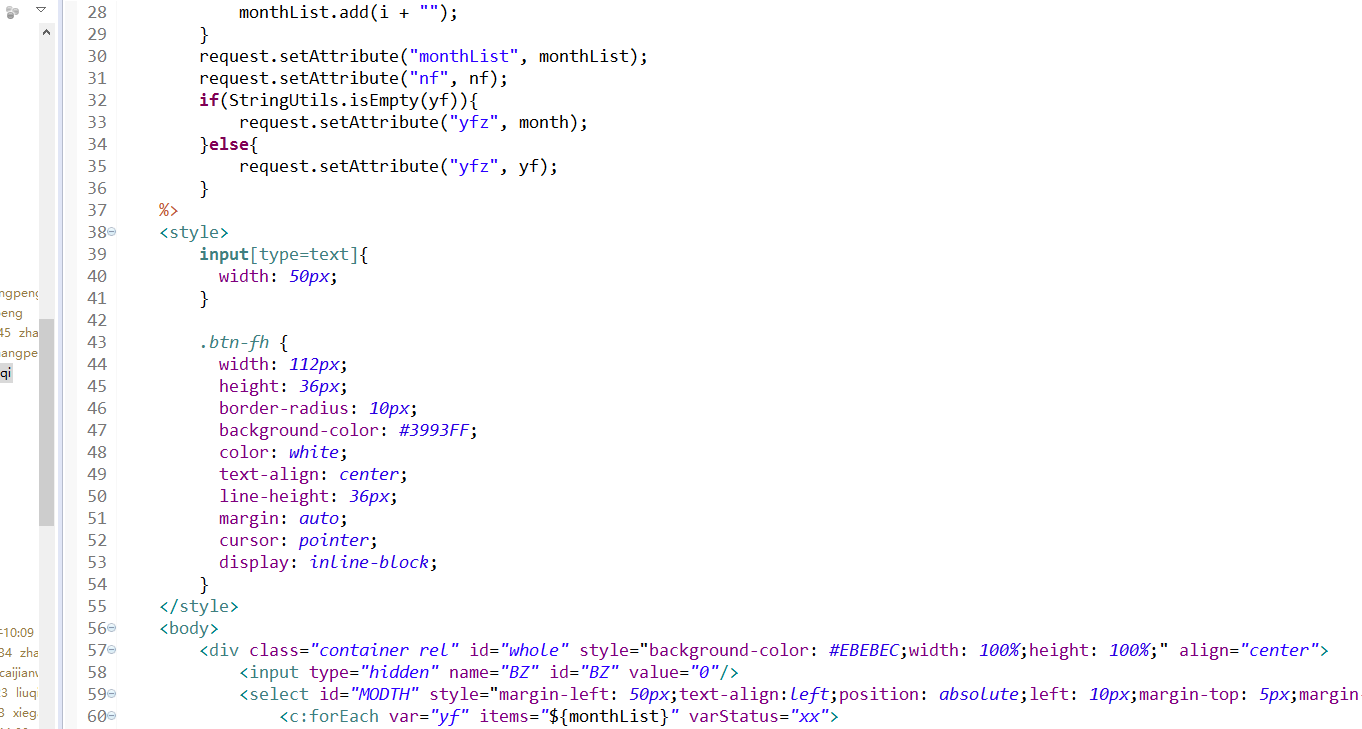 28 monthList.add(i + "");
29 }
30 request.setAttribute("monthList", monthList);
31 request.setAttribute("nf", nf);
32 if(StringUtils.isEmpty(yf)){
33 request.setAttribute("yfz", month);
34 }else{
35 request.setAttribute("yfz", yf);
36 }
37 %>
38 <style>
39 input[type=text]{
40 width: 50px;
41 }
42
43 .btn-fh {
44 width: 112px;
45 height: 36px;
46 border-radius: 10px;
47 background-color: #3993FF;
48 color: white;
49 text-align: center;
50 line-height: 36px;
51 margin: auto;
52 cursor: pointer;
53 display: inline-block;
54 }
55 </style>
56 <body>
57 <div class="container rel" id="whole" style="background-color: #EBEBEC;width: 100%;height: 100%;" align="center">
58 <input type="hidden" name="BZ" id="BZ" value="0"/>
59 <select id="MODTH" style="margin-left: 50px;text-align:left;position: absolute;left: 10px;margin-top: 5px;margin-
60 <c:forEach var="yf" items="${monthList}" varStatus="xx">
ngpeng
eng
45 zha
angpe
qi
10:09
34 zha
caijianw
3 liuq
3 xieg